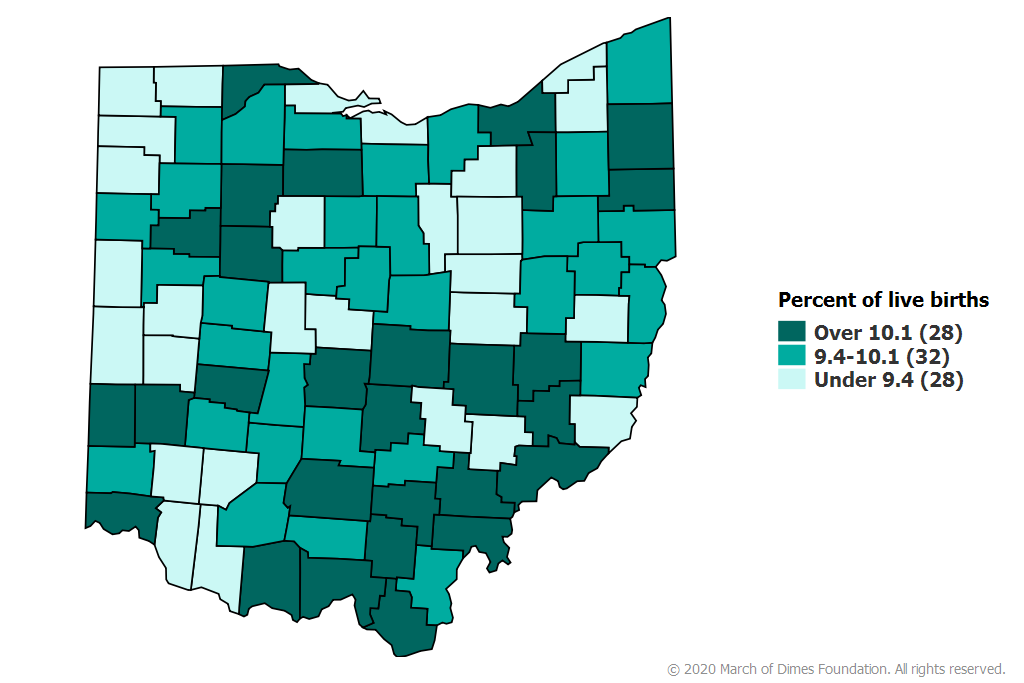 Percent of live births
Over 10.1 (28)
9.4-10.1 (32)
Under 9.4 (28)
© 2020 March of Dimes Foundation. All rights reserved.